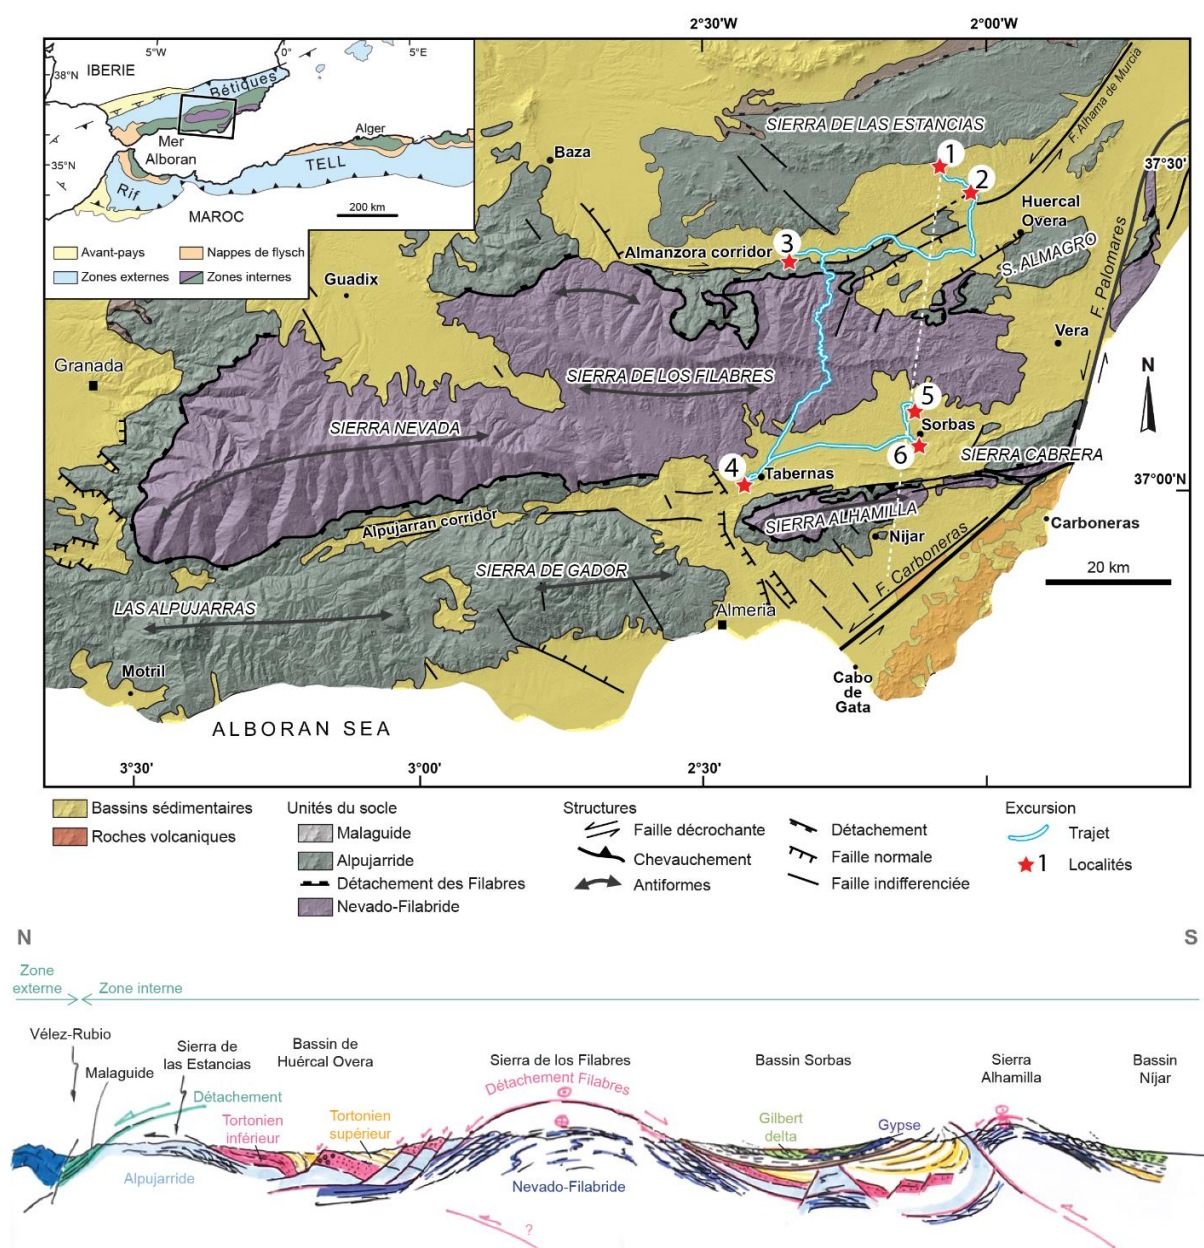 2°30'W
2°00'W
5°W
0°
5°E
38°N
IBERIE
Bétiques
Mer
Alboran
Alger
35°N
TELL
Rif
MAROC
200 km
Avant-pays
Nappes de flysch
Zones externes
Zones internes
SIERRA DE LAS ESTANCIAS
F. Alhama de Murcia
Baza
1
2
37°30'
Huercal
Overa
3
Almanzora corridor
S. ALMAGRO
F. Palomares
Guadix
Vera
Granada
N
SIERRA DE LOS FILABRES
5
SIERRA NEVADA
Sorbas
6
SIERRA CABRERA
4
Tabernas
37°00'N
Alpujarran corridor
SIERRA ALHAMILLA
Carboneras
Nijar
F. Carboneras
SIERRA DE GADOR
20 km
LAS ALPUJARRAS
Almeria
Motril
Cabo
de
Gata
ALBORAN SEA
3°30'
3°00'
2°30'
Bassins sédimentaires
Roches volcaniques
Unités du socle
Malaguide
Alpujarride
Détachement des Filabres
Nevado-Filabride
Structures
Faille décrochante
Chevauchement
Antiformes
Détachement
Faille normale
Faille indifferenciée
Excursion
Trajet
1 Localités
N
S
Zone
externe
Zone interne
Vélez-Rubio
Malaguide
Sierra de
las Estancias
Bassin de
Huércal Overa
Sierra de los Filabres
Bassin Sorbas
Sierra
Alhamilla
Bassin
Níjar
Détachement
Détachement Filabres
Tortonien
inférieur
Tortonien
supérieur
Gilbert
delta
Gypse
Alpujarride
Nevado-Filabride
?